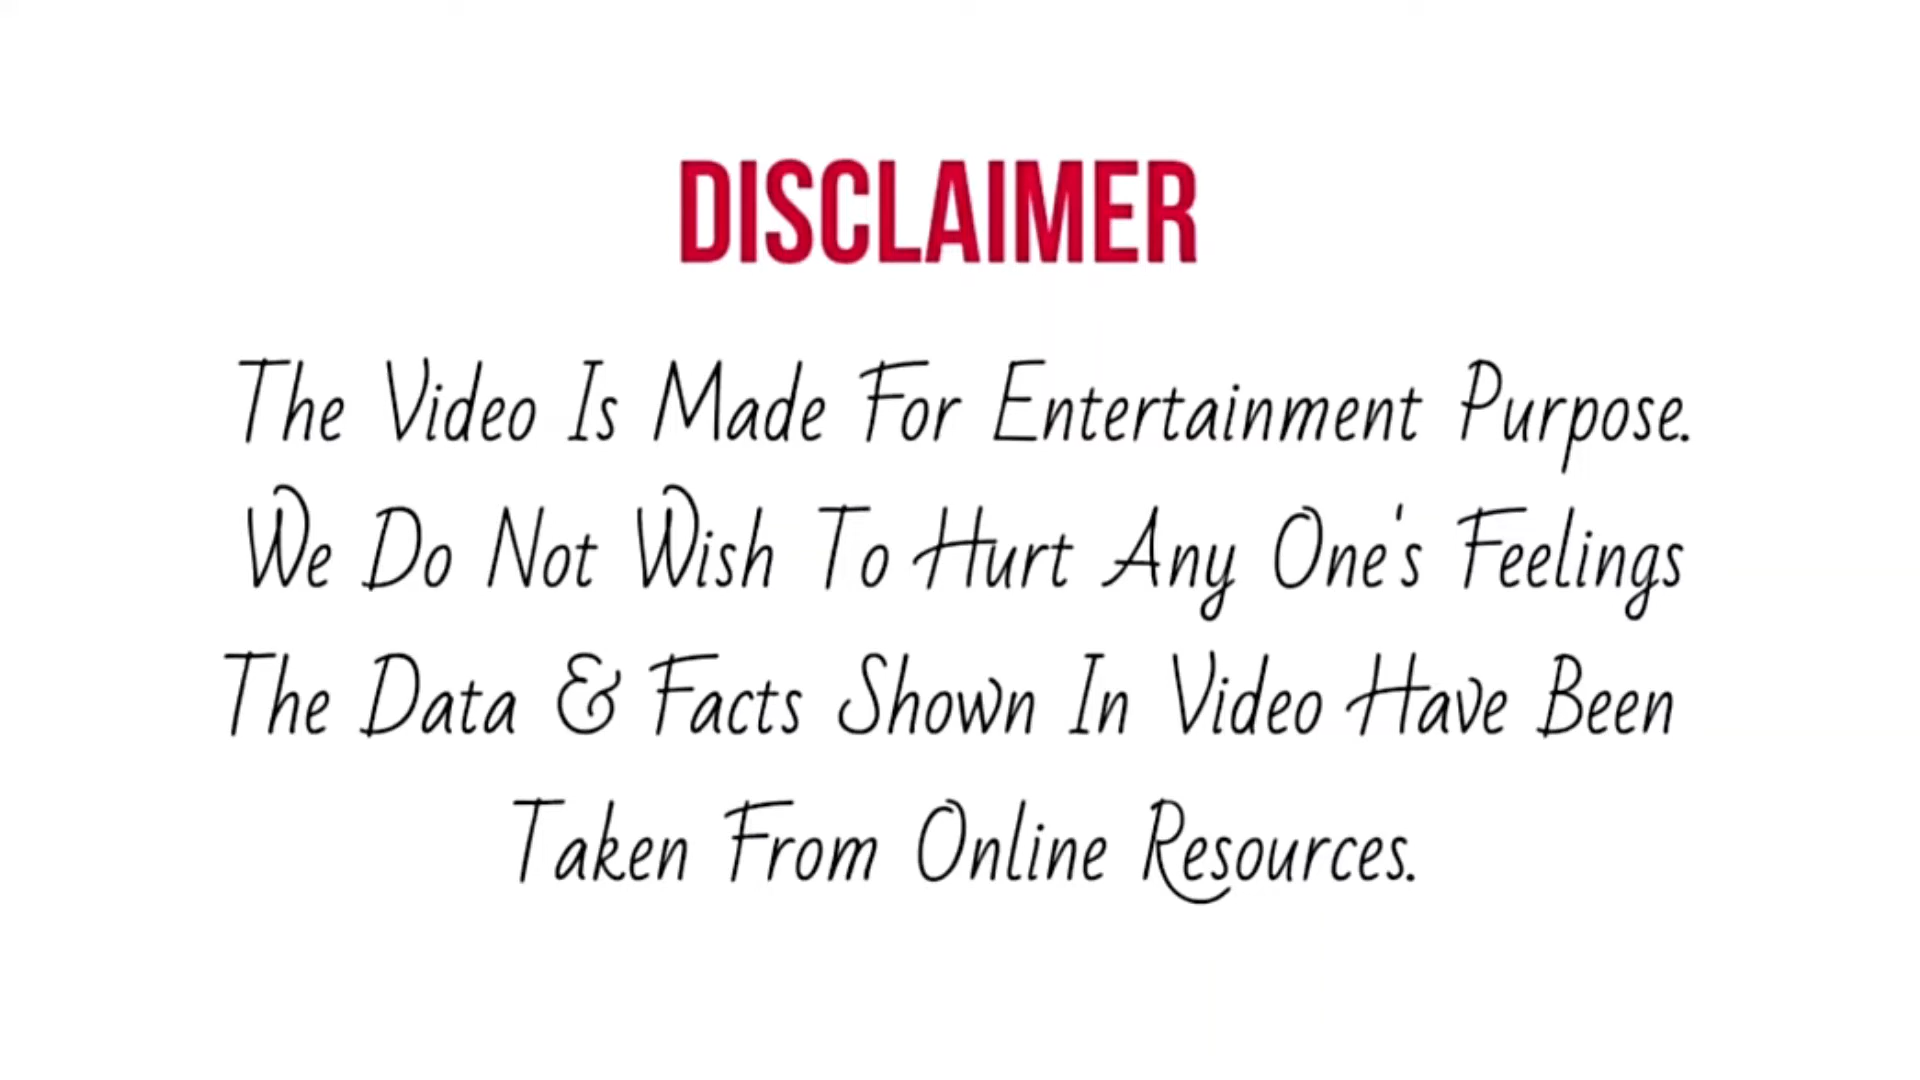 DISCLAIMER
The Video Is Made For Entertainment Purpose.
We Do Not Wish To Hurt Any One's Feelings
The Data & Facts Shown In Video Have Been
Taken From Online Resources.